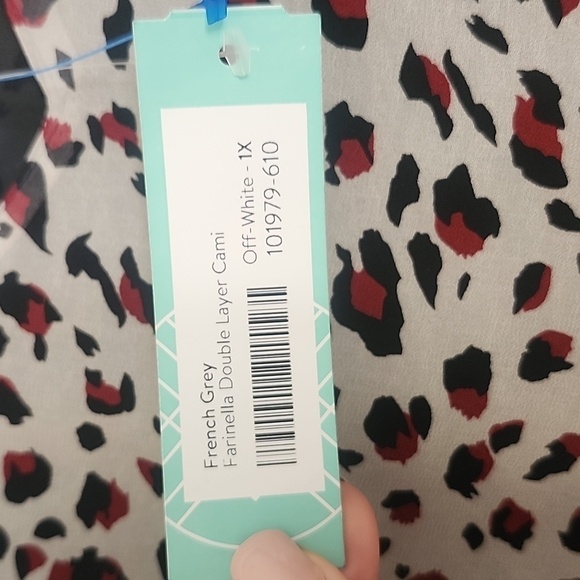 French Grey
Farinella Double Layer Cami
Off-White - 1X
101979-610